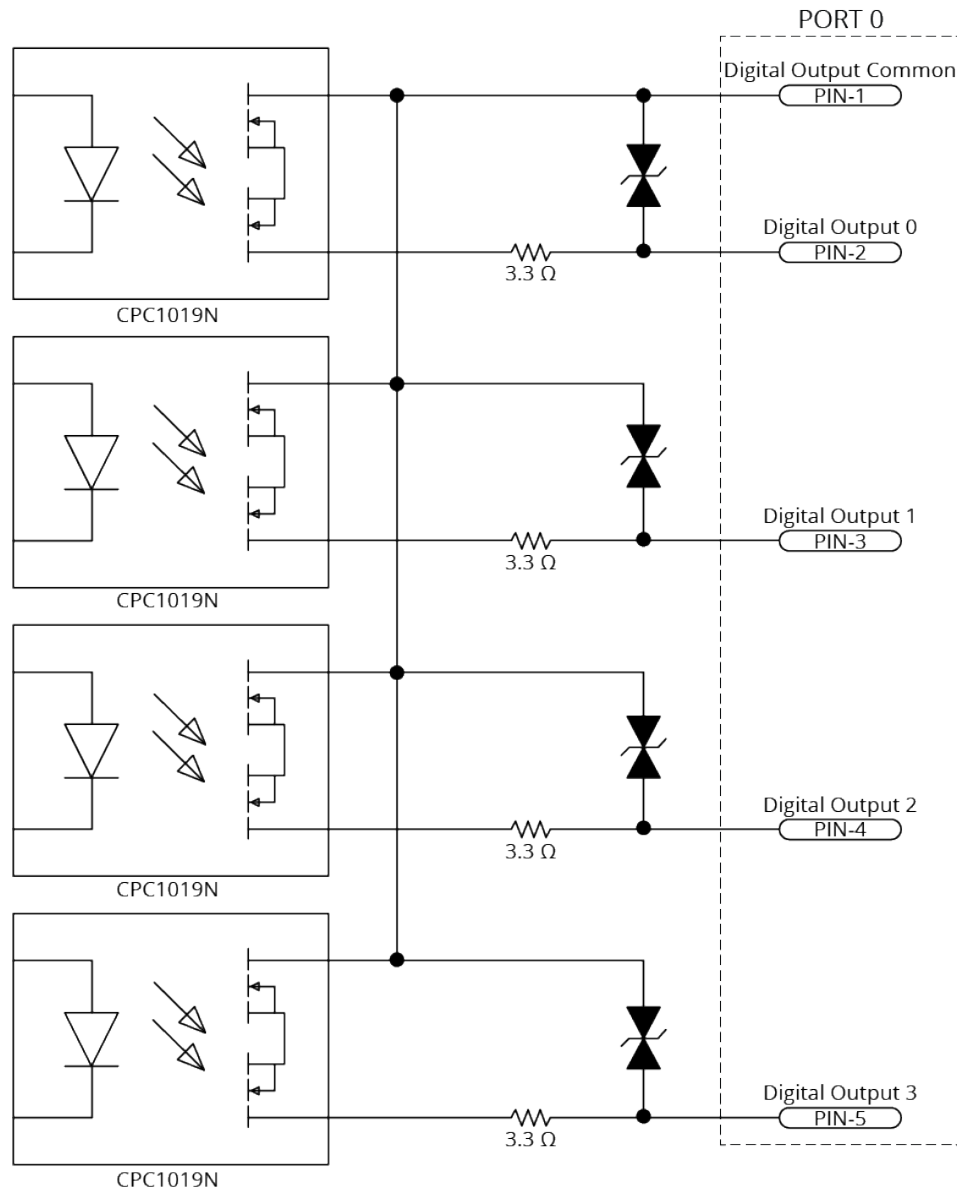 PORT 0
Digital Output Common
PIN-1
Digital Output 0
PIN-2
3.3 Ω
CPC1019N
Digital Output 1
PIN-3
3.3 Ω
CPC1019N
Digital Output 2
PIN-4
3.3 Ω
CPC1019N
Digital Output 3
PIN-5
3.3 Ω
CPC1019N